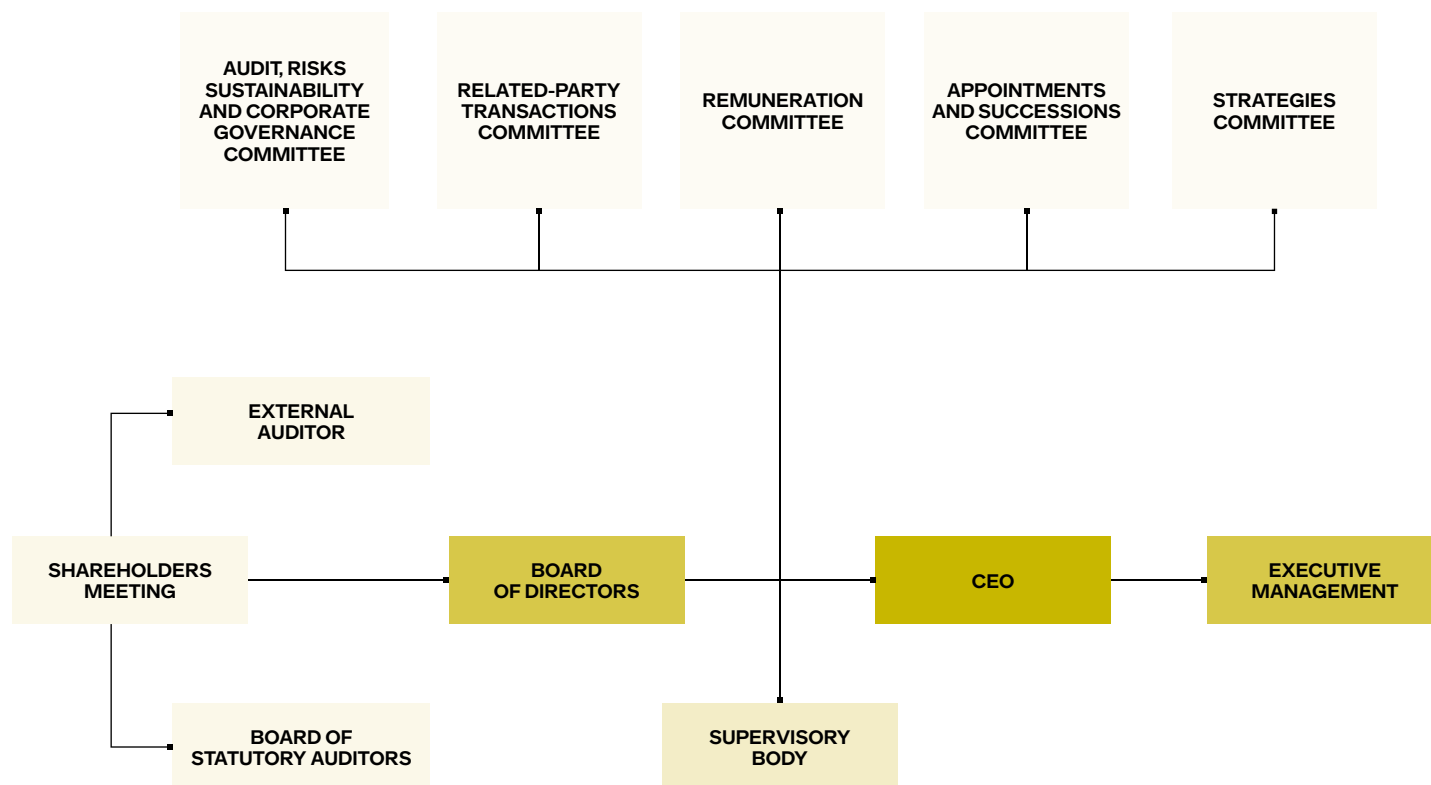 AUDIT, RISKS
SUSTAINABILITY
AND CORPORATE
GOVERNANCE
COMMITTEE
RELATED-PARTY
TRANSACTIONS
COMMITTEE
REMUNERATION
COMMITTEE
APPOINTMENTS
AND SUCCESSIONS
COMMITTEE
STRATEGIES
COMMITTEE
EXTERNAL
AUDITOR
SHAREHOLDERS
MEETING
BOARD
OF DIRECTORS
CEO
EXECUTIVE
MANAGEMENT
BOARD OF
STATUTORY AUDITORS
SUPERVISORY
BODY